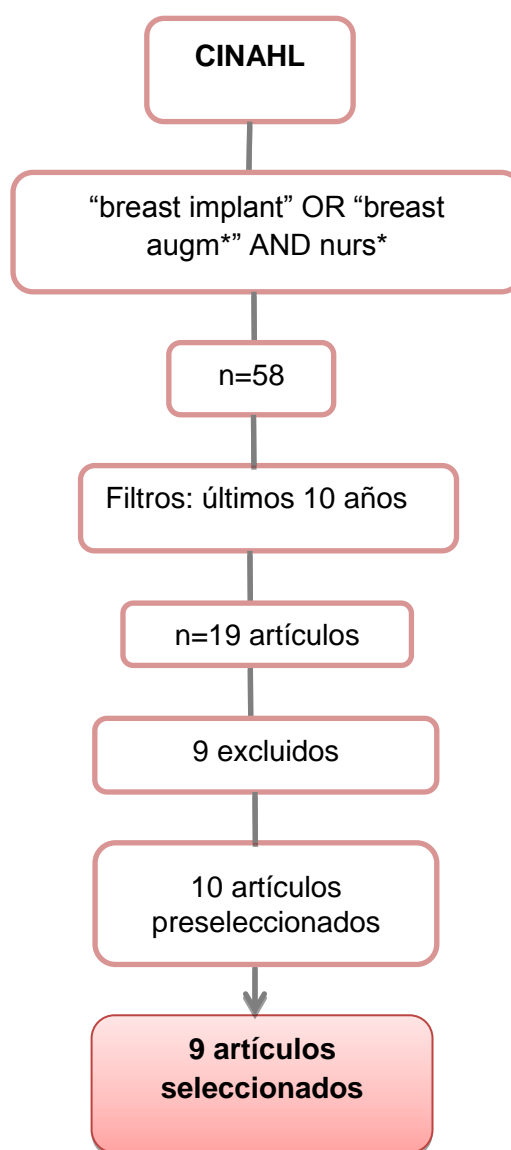 CINAHL
“breast implant” OR “breast
augm*” AND nurs*
n=58
Filtros: últimos 10 años
n=19 artículos
9 excluidos
10 artículos
preseleccionados
9 artículos
seleccionados